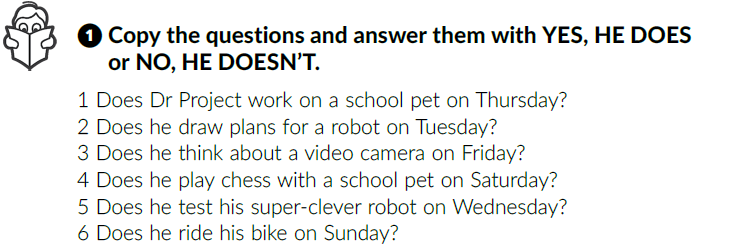 1 Copy the questions and answer them with YES, HE DOES
or NO, HE DOESN'T.
1 Does Dr Project work on a school pet on Thursday?
2 Does he draw plans for a robot on Tuesday?
3 Does he think about a video camera on Friday?
4 Does he play chess with a school pet on Saturday?
5 Does he test his super-clever robot on Wednesday?
6 Does he ride his bike on Sunday?